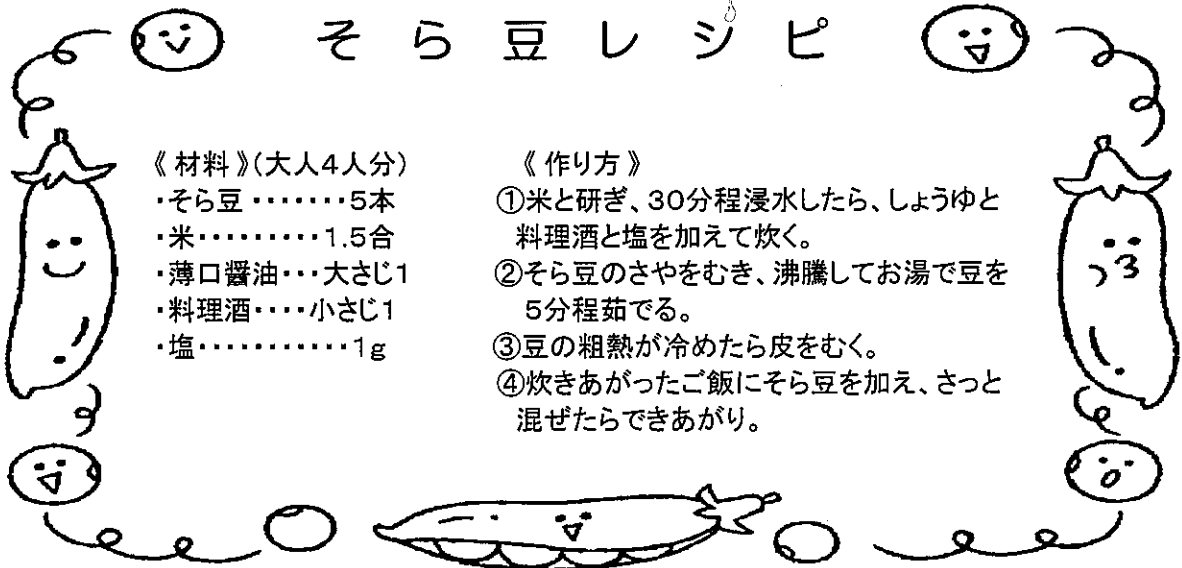 そら豆レシピ
《 材料 》(大人4人分)
・そら豆・・・・・・・5本
・米・・・・・・・・・1.5合
・薄口醤油・・・大さじ1
・料理酒・・・・小さじ1
・塩・・・・・・・・・・・1g
《 作り方 》
①米と研ぎ、30分程浸水したら、しょうゆと
料理酒と塩を加えて炊く。
②そら豆のさやをむき、沸騰してお湯で豆を
5分程茹でる。
③豆の粗熱が冷めたら皮をむく。
④炊きあがったご飯にそら豆を加え、さっと
混ぜたらできあがり。